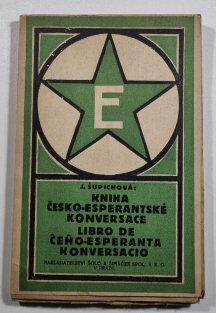 E
J. ŠUPICHOVÁ:
KNIHA
ČESKO-ESPERANTSKÉ
KONVERSACE
LIBRO DE
ĈEĤO-ESPERANTA
KONVERSACIO
NAKLADATELSTVÍ ŠOLC A ŠIMÁČEK SPOL. S R. O.
V PRAZE